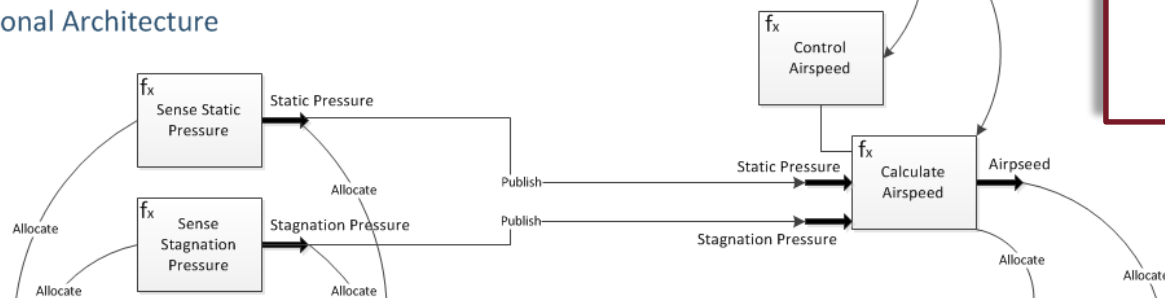 onal Architecture
fx
Control
Airspeed
fx
Sense Static
Pressure
Static Pressure
fx
Calculate
Airspeed
Static Pressure
Airpseed
Publish
Allocate
fx
Sense
Stagnation
Pressure
Stagnation Pressure
Publish
Stagnation Pressure
Allocate
Allocate
Allocate
Allocate
Allocate